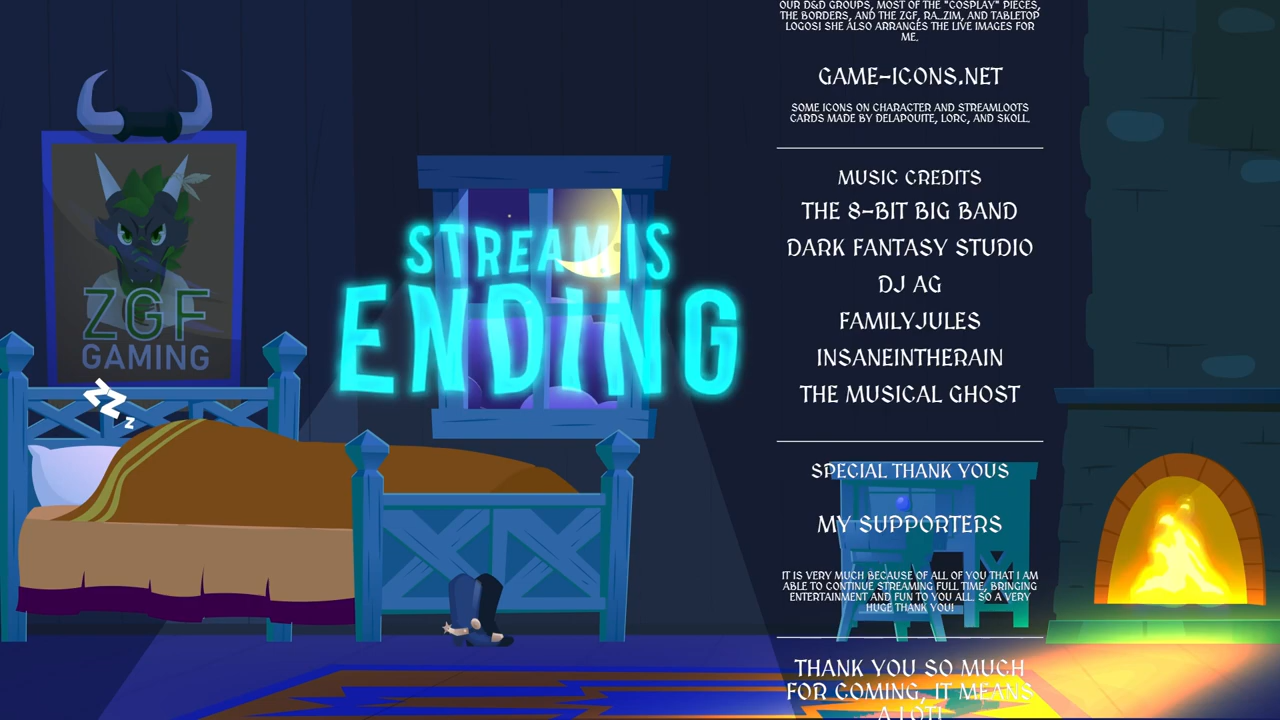 OUR D&D GROUPS, MOST OF THE "COSPLAY" PIECES,
THE BORDERS, AND THE ZGF, RA_ZIM, AND TABLETOP
LOGOS! SHE ALSO ARRANGES THE LIVE IMAGES FOR
ME.
GAME-ICONS.NET
SOME ICONS ON CHARACTER AND STREAMLOOTS
CARDS MADE BY DELAPOUITE, LORC, AND SKOLL.
MUSIC CREDITS
THE 8-BIT BIG BAND
DARK FANTASY STUDIO
DJ AG
FAMILYJULES
INSANEINTHERAIN
THE MUSICAL GHOST
SPECIAL THANK YOUS
MY SUPPORTERS
IT IS VERY MUCH BECAUSE OF ALL OF YOU THAT I AM
ABLE TO CONTINUE STREAMING FULL TIME, BRINGING
ENTERTAINMENT AND FUN TO YOU ALL. SO A VERY
HUGE THANK YOU!
THANK YOU SO MUCH
FOR COMING, IT MEANS
A LOT!
STREAM IS
ENDING
ZGF
GAMING
ZZz